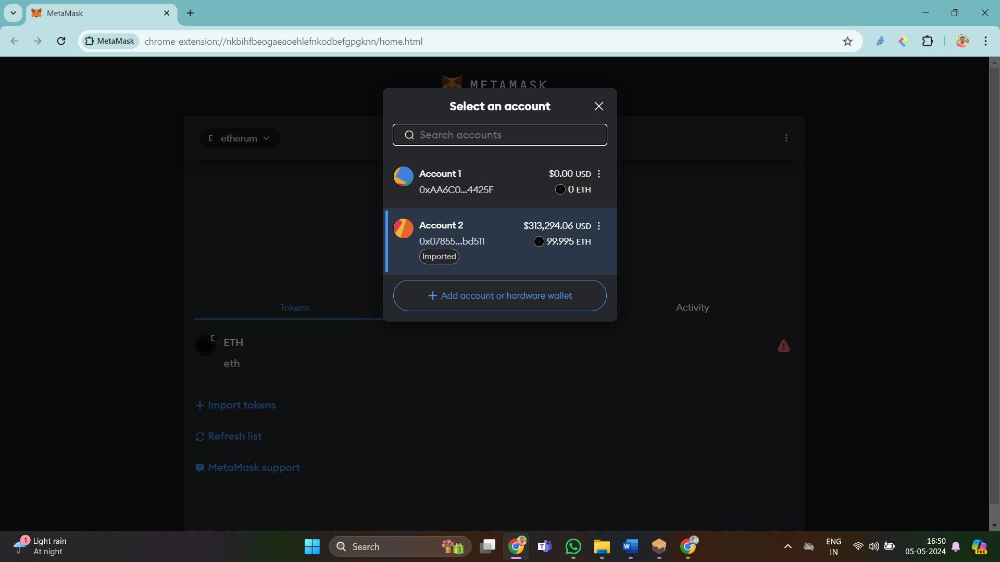 MetaMask
MetaMask
chrome-extension://nkbihfbeogaeaoehlefnkodbefgpgknn/home.html
METAMASK
Select an account
E etherum
Search accounts
Account 1 $0.00 USD
0xAA6C0...4425F 0 ETH
Account 2 $313,294.06 USD
0x07855...bd511 99.995 ETH
Imported
+ Add account or hardware wallet
Tokens Activity
E
ETH
eth
+ Import tokens
Refresh list
MetaMask support
1
Light rain
At night
Search
ENG
IN
16:50
05-05-2024
PRE